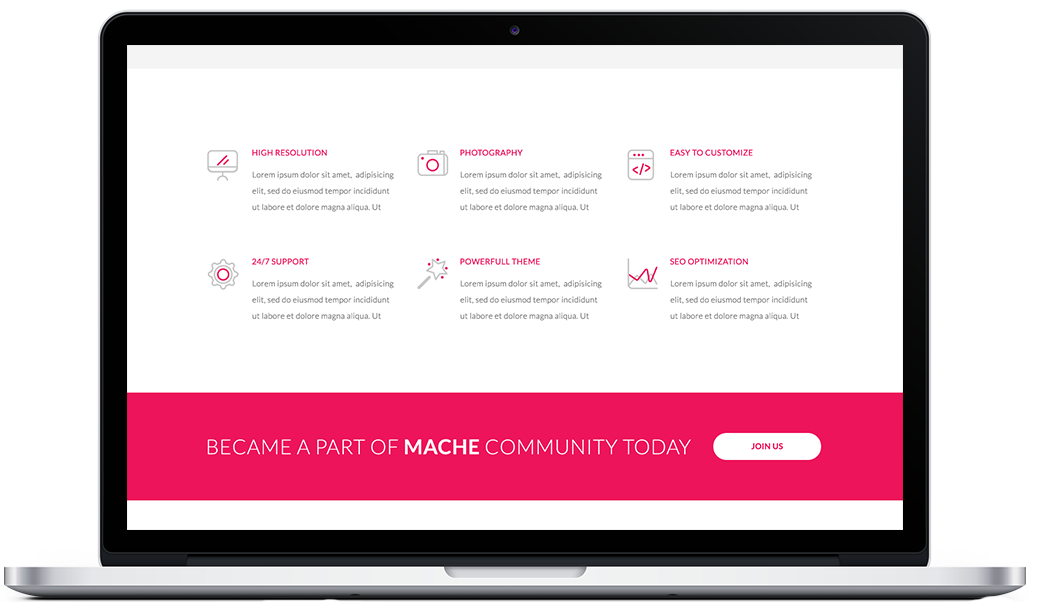 HIGH RESOLUTION
Lorem ipsum dolor sit amet, adipisicing
elit, sed do eiusmod tempor incididunt
ut labore et dolore magna aliqua. Ut
PHOTOGRAPHY
Lorem ipsum dolor sit amet, adipisicing
elit, sed do eiusmod tempor incididunt
ut labore et dolore magna aliqua. Ut
EASY TO CUSTOMIZE
Lorem ipsum dolor sit amet, adipisicing
elit, sed do eiusmod tempor incididunt
ut labore et dolore magna aliqua. Ut
24/7 SUPPORT
Lorem ipsum dolor sit amet, adipisicing
elit, sed do eiusmod tempor incididunt
ut labore et dolore magna aliqua. Ut
POWERFULL THEME
Lorem ipsum dolor sit amet, adipisicing
elit, sed do eiusmod tempor incididunt
ut labore et dolore magna aliqua. Ut
SEO OPTIMIZATION
Lorem ipsum dolor sit amet, adipisicing
elit, sed do eiusmod tempor incididunt
ut labore et dolore magna aliqua. Ut
BECAME A PART OF MACHE COMMUNITY TODAY
JOIN US